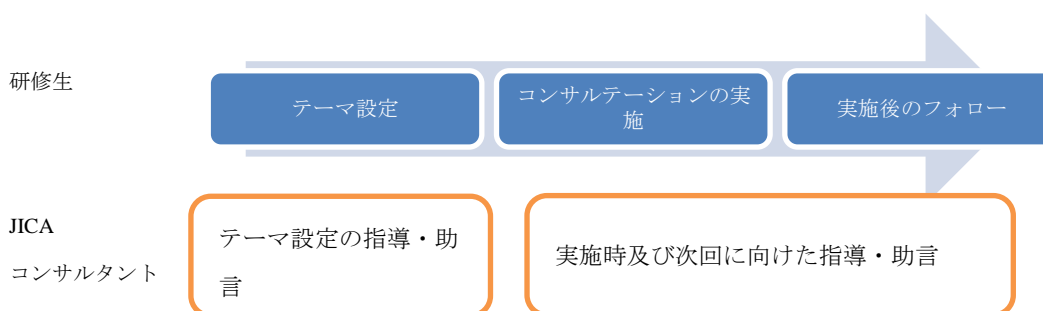 研修生
テーマ設定
コンサルテーションの実
施
実施後のフォロー
JICA
コンサルタント
テーマ設定の指導・助
言
実施時及び次回に向けた指導・助言